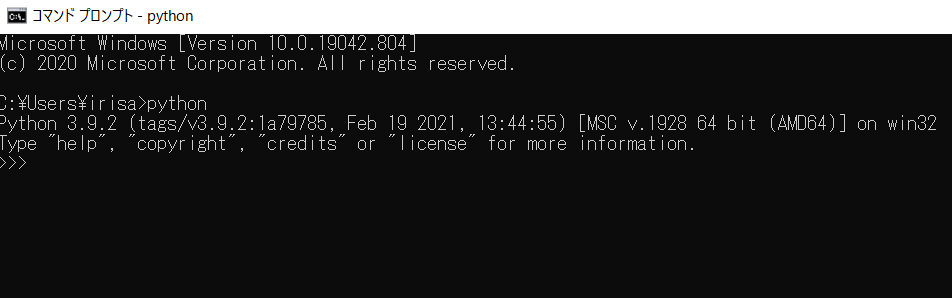 コマンド プロンプト - python
Microsoft Windows [Version 10.0.19042.804]
(c) 2020 Microsoft Corporation. All rights reserved.
C:¥Users¥irisa>python
Python 3.9.2 (tags/v3.9.2:1a79785, Feb 19 2021, 13:44:55) [MSC v.1928 64 bit (AMD64)] on win32
Type "help", "copyright", "credits" or "license" for more information.
>>>